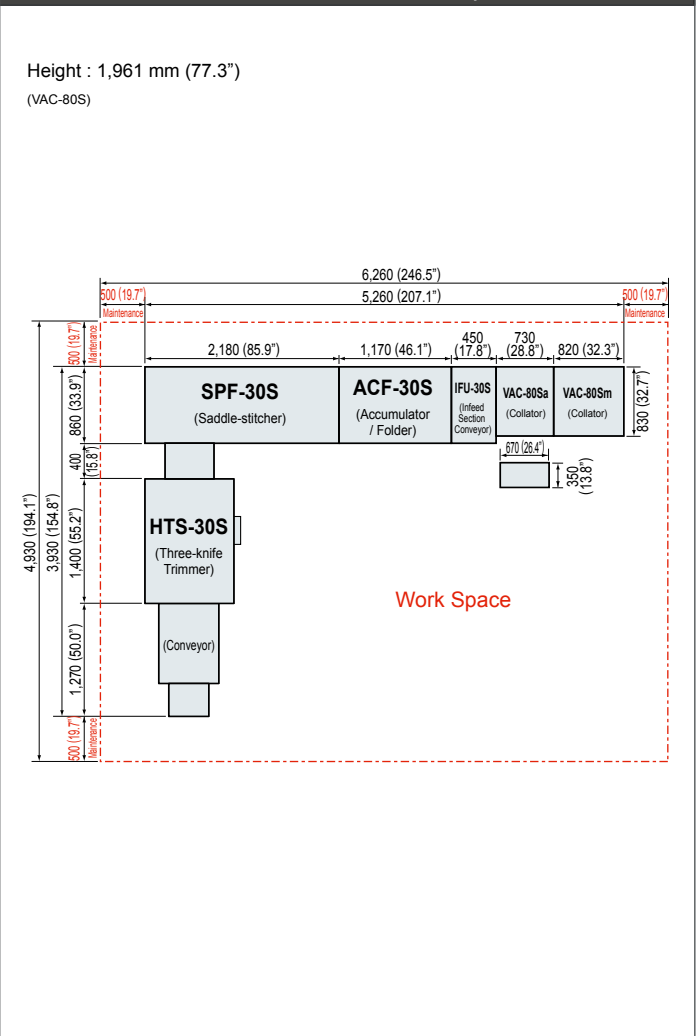 Height : 1,961 mm (77.3”)
(VAC-80S)
6,260 (246.5”)
500 (19.7”)
5,260 (207.1”)
500 (19.7”)
Maintenance
Maintenance
500 (19.7”)
Maintenance
2,180 (85.9”)
1,170 (46.1”)
450
(17.8”)
730
(28.8”)
820 (32.3”)
860 (33.9”)
SPF-30S
(Saddle-stitcher)
ACF-30S
(Accumulator
/ Folder)
IFU-30S
(Infeed
Section
Conveyor)
VAC-80Sa
(Collator)
VAC-80Sm
(Collator)
830 (32.7”)
400
(15.8”)
670 (26.4”)
350
(13.8”)
4,930 (194.1”)
3,930 (154.8”)
1,400 (55.2”)
HTS-30S
(Three-knife
Trimmer)
Work Space
1,270 (50.0”)
(Conveyor)
500 (19.7”)
Maintenance